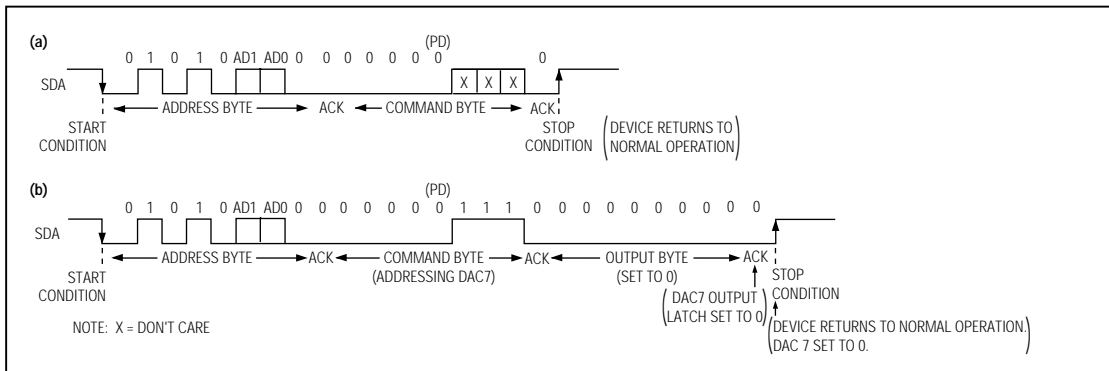 (a)
(PD)
0 1 0 1 0 AD1 AD0 0 0 0 0 0 0 0 0
SDA
X X X
ADDRESS BYTE ACK COMMAND BYTE ACK
START CONDITION
STOP CONDITION
(DEVICE RETURNS TO NORMAL OPERATION)
(b)
(PD)
0 1 0 1 0 AD1 AD0 0 0 0 0 0 0 0 1 1 1 0 0 0 0 0 0 0 0 0 0
SDA
ADDRESS BYTE ACK COMMAND BYTE (ADDRESSING DAC7) ACK OUTPUT BYTE (SET TO 0) ACK
START CONDITION
STOP CONDITION
(DAC7 OUTPUT LATCH SET TO 0)
NOTE: X = DON'T CARE
(DEVICE RETURNS TO NORMAL OPERATION. DAC 7 SET TO 0.)